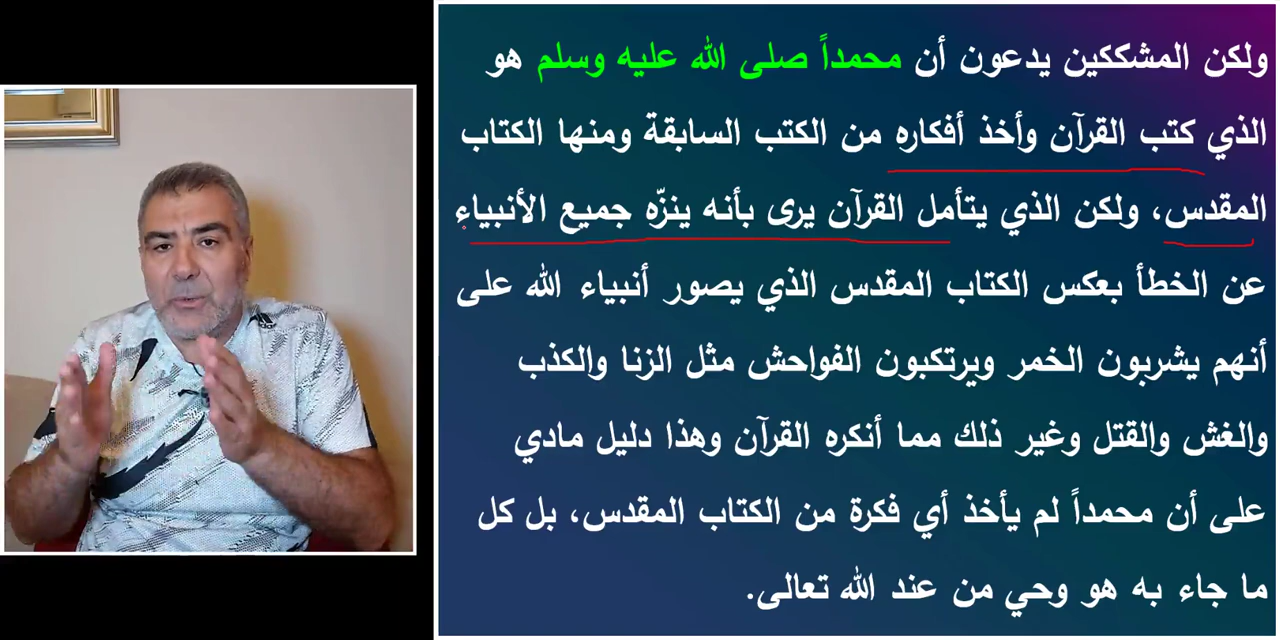 ولكن المشككين يدعون أن محمداً صلى الله عليه وسلم هو
الذي كتب القرآن وأخذ أفكاره من الكتب السابقة ومنها الكتاب
المقدس، ولكن الذي يتأمل القرآن يرى بأنه ينزّه جميع الأنبياء
عن الخطأ بعكس الكتاب المقدس الذي يصور أنبياء الله على
أنهم يشربون الخمر ويرتكبون الفواحش مثل الزنا والكذب
والغش والقتل وغير ذلك مما أنكره القرآن وهذا دليل مادي
على أن محمداً لم يأخذ أي فكرة من الكتاب المقدس، بل كل
ما جاء به هو وحي من عند الله تعالى.